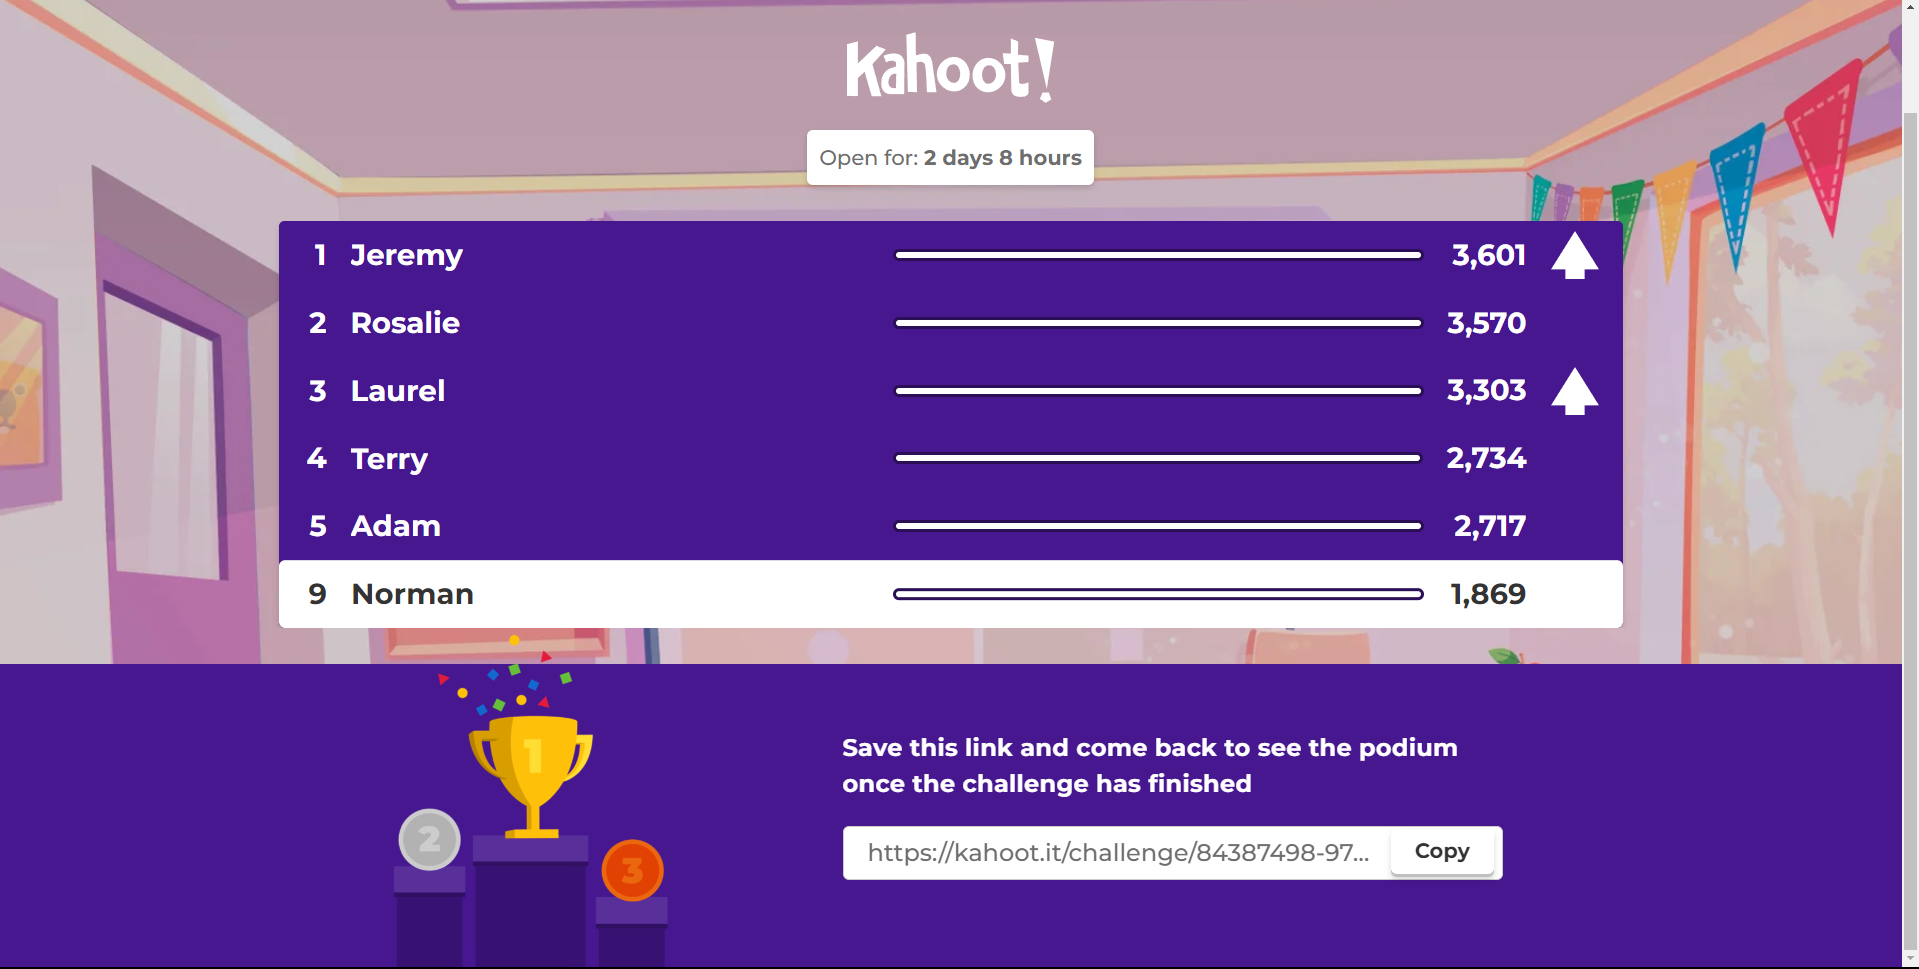 Kahoot!
Open for: 2 days 8 hours
1 Jeremy 3,601
2 Rosalie 3,570
3 Laurel 3,303
4 Terry 2,734
5 Adam 2,717
9 Norman 1,869
1
2
3
Save this link and come back to see the podium
once the challenge has finished
https://kahoot.it/challenge/84387498-97... Copy